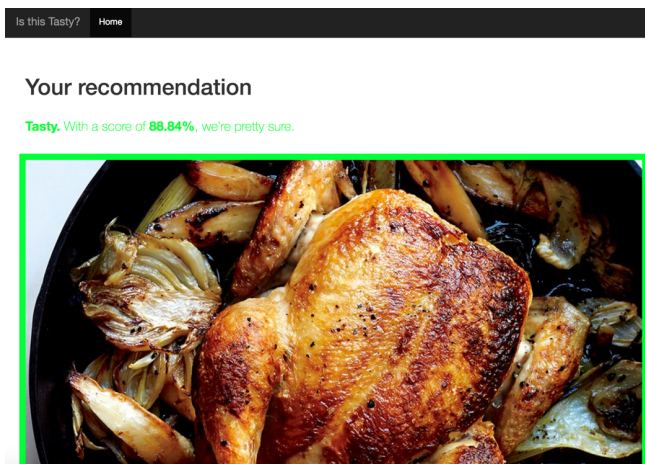 Is this Tasty? Home
Your recommendation
Tasty. With a score of 88.84%, we're pretty sure.